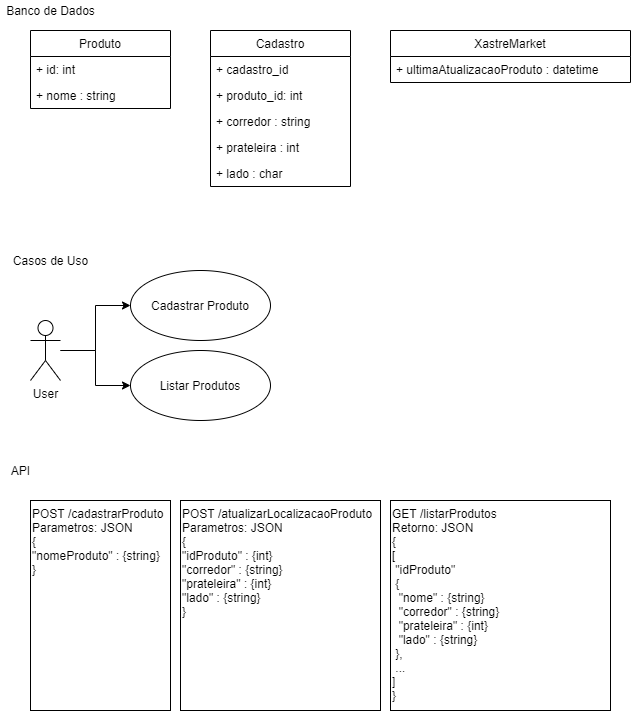 Banco de Dados
Produto
+ id: int
+ nome : string
Cadastro
+ cadastro_id
+ produto_id: int
+ corredor : string
+ prateleira : int
+ lado : char
XastreMarket
+ ultimaAtualizacaoProduto : datetime
Casos de Uso
Cadastrar Produto
Listar Produtos
User
API
POST /cadastrarProduto
Parametros: JSON
{
"nomeProduto" : {string}
}
POST /atualizarLocalizacaoProduto
Parametros: JSON
{
"idProduto" : {int}
"corredor" : {string}
"prateleira" : {int}
"lado" : {string}
}
GET /listarProdutos
Retorno: JSON
{
[
"idProduto"
{
"nome" : {string}
"corredor" : {string}
"prateleira" : {int}
"lado" : {string}
},
...
]
}